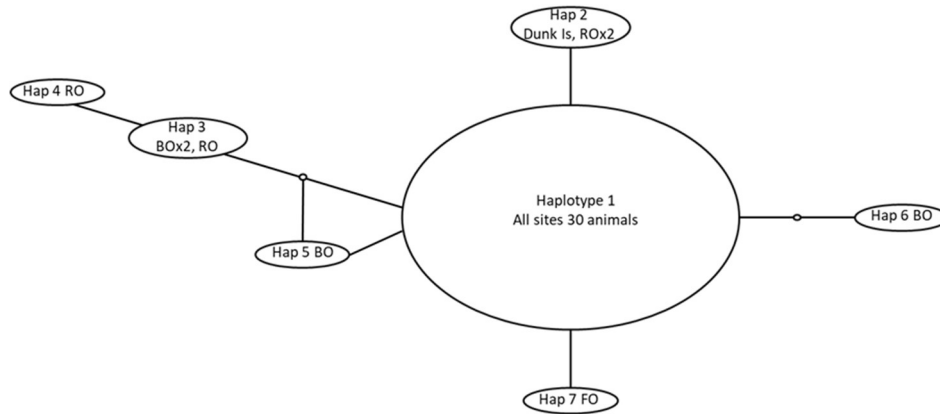 Hap 2
Dunk Is, ROx2
Hap 4 RO
Hap 3
BOx2, RO
Haplotype 1
All sites 30 animals
Hap 6 BO
Hap 5 BO
Hap 7 FO